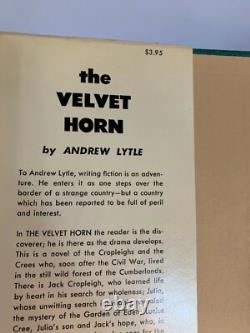 $3.95
the
VELVET
HORN
by ANDREW LYTLE
To Andrew Lytle, writing fiction is an adven-
ture. He enters it as one steps over the
border of a strange country—but a country
which has been reported to be full of peril
and interest.
In THE VELVET HORN the reader is the dis-
coverer; he is there as the drama develops.
This is a novel of the Cropleighs and the
Crees who, soon after the Civil War, lived
in the still wild forest of the Cumberlands.
There is Jack Cropleigh, who learned life
by heart in his search for wholeness; Julia,
whose
the mystery of the Garden of Eden. Lucius
Cree, Julia's son and Jack's hope, who, in
ebay